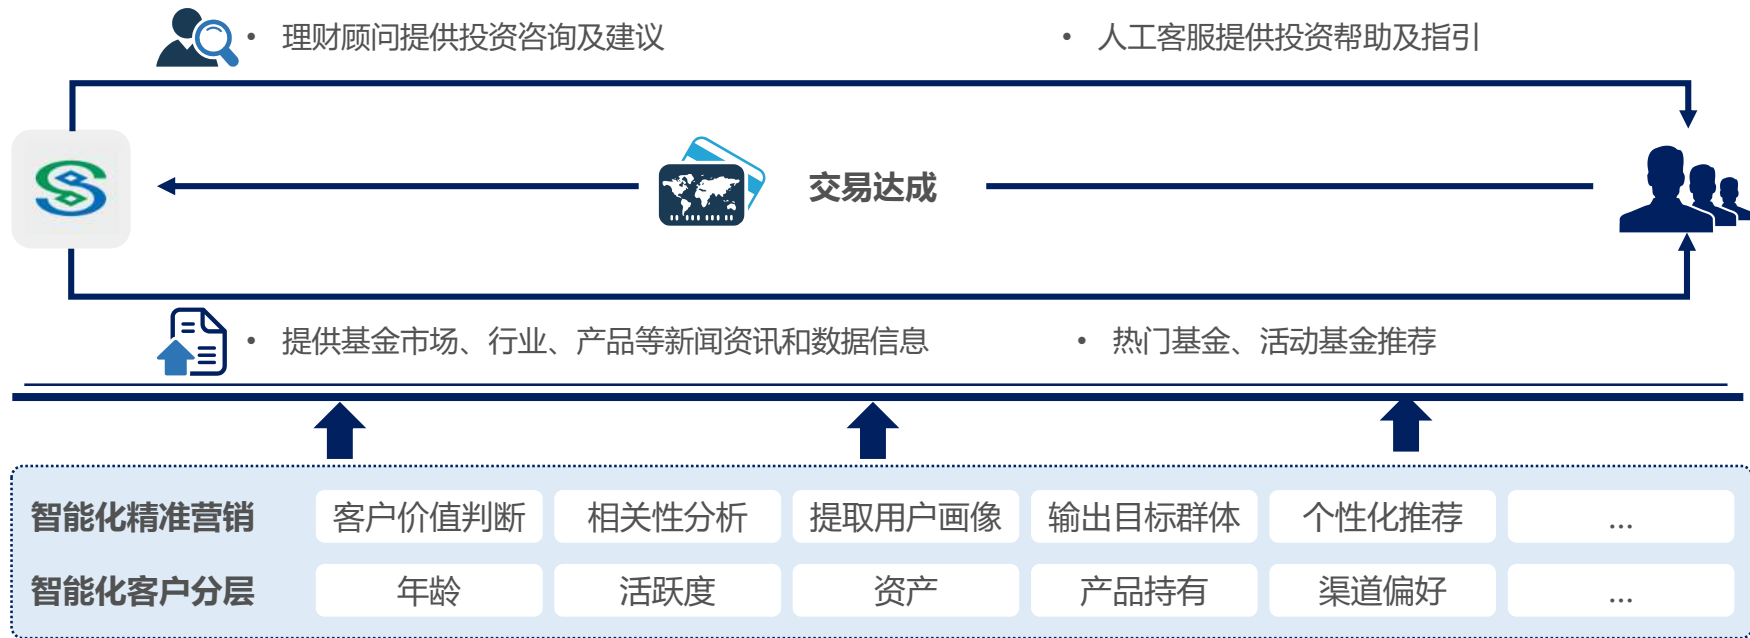 • 理财顾问提供投资咨询及建议
• 人工客服提供投资帮助及指引
交易达成
• 提供基金市场、行业、产品等新闻资讯和数据信息
• 热门基金、活动基金推荐
智能化精准营销 客户价值判断 相关性分析 提取用户画像 输出目标群体 个性化推荐 ...
智能化客户分层 年龄 活跃度 资产 产品持有 渠道偏好 ...